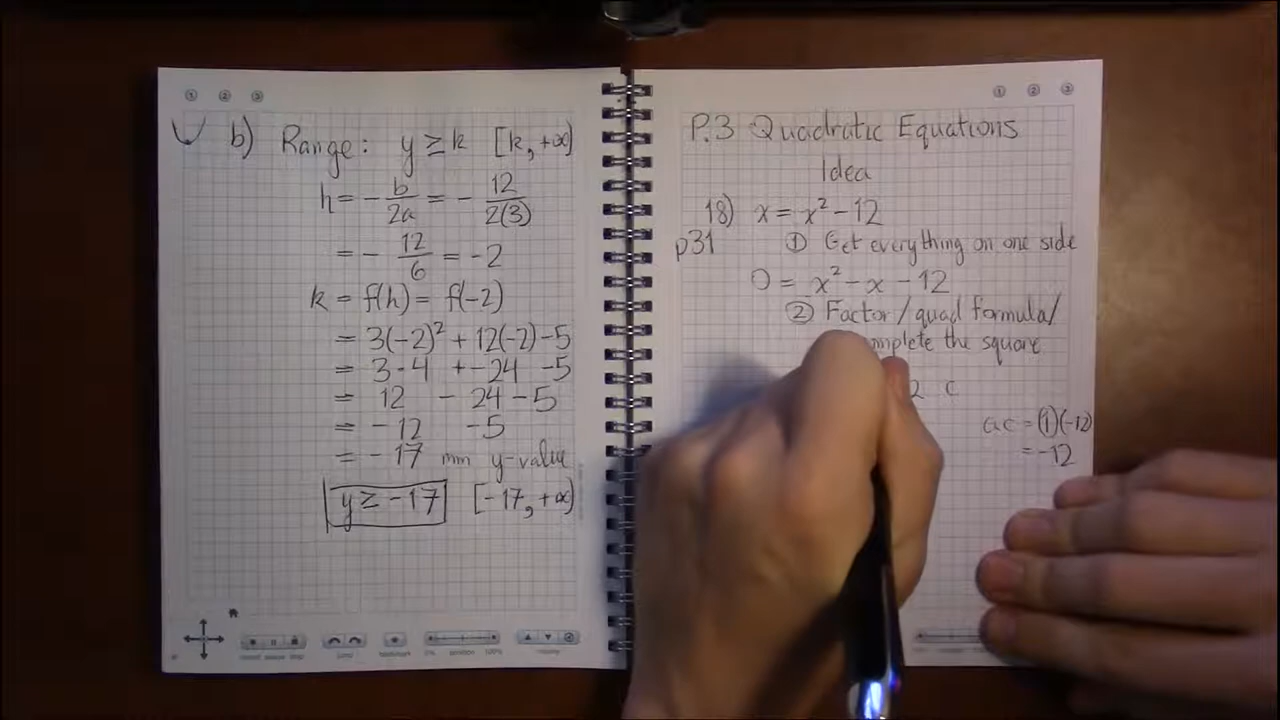 b) Range: y ≥ k [k, +∞)
h = -b/2a = -12/2(3)
= -12/6 = -2
k = f(h) = f(-2)
= 3(-2)² + 12(-2) -5
= 3·4 + -24 -5
= 12 - 24 - 5
= -12 -5
= -17 min y-value
y ≥ -17 [-17, +∞)
P.3 Quadratic Equations
Idea
18) x = x² - 12
p31 ① Get everything on one side
0 = x² - x - 12
② Factor/quad formula/
mplete the square
2 c
ac = (1)(-12)
= -12